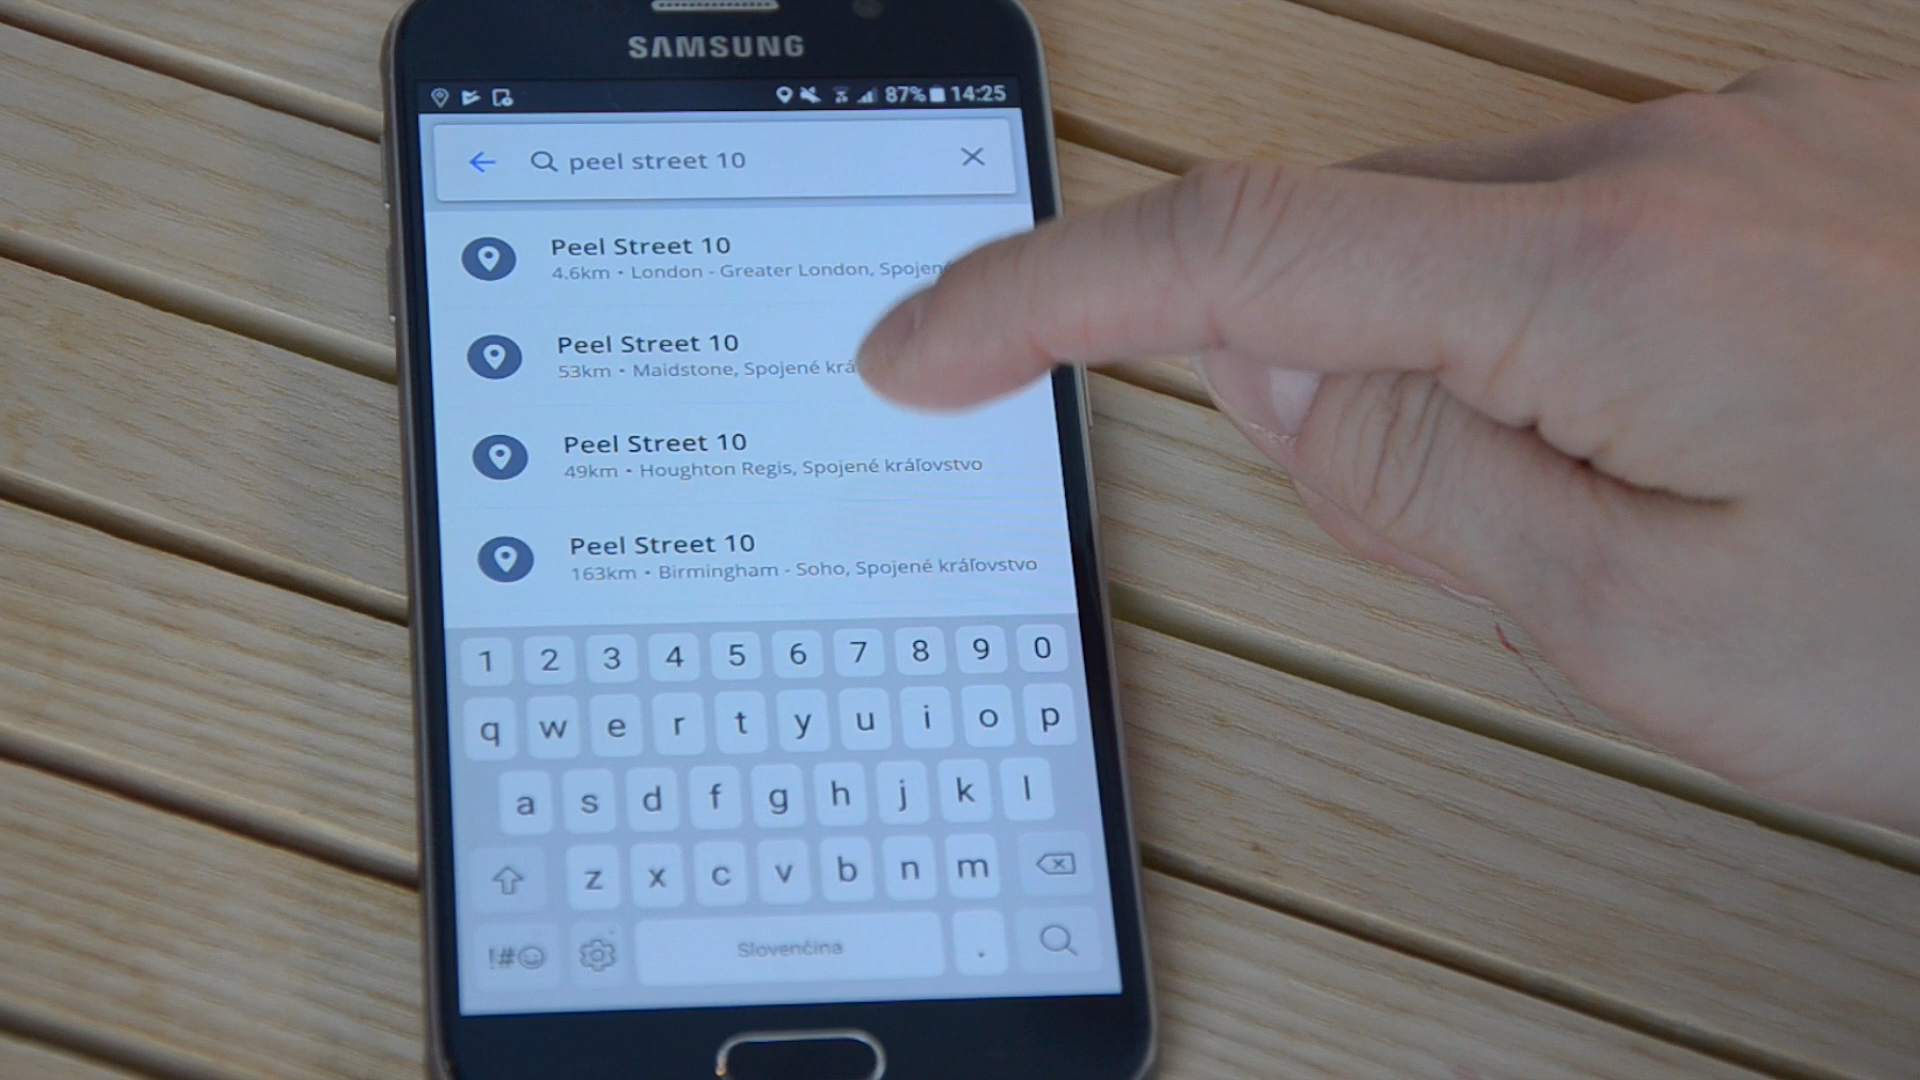 SAMSUNG
87% 14:25
peel street 10
Peel Street 10
4.6km • London - Greater London,
Peel Street 10
53km • Maidstone, Spojené
Peel Street 10
49km • Houghton Regis, Spojené kráľovstvo
Peel Street 10
163km • Birmingham - Soho, Spojené kráľovstvo
1 2 3 4 5 6 7 8 9 0
q w e r t y u i o p
a s d f g h j k l
z x c v b n m
!#☺ Slovenčina .